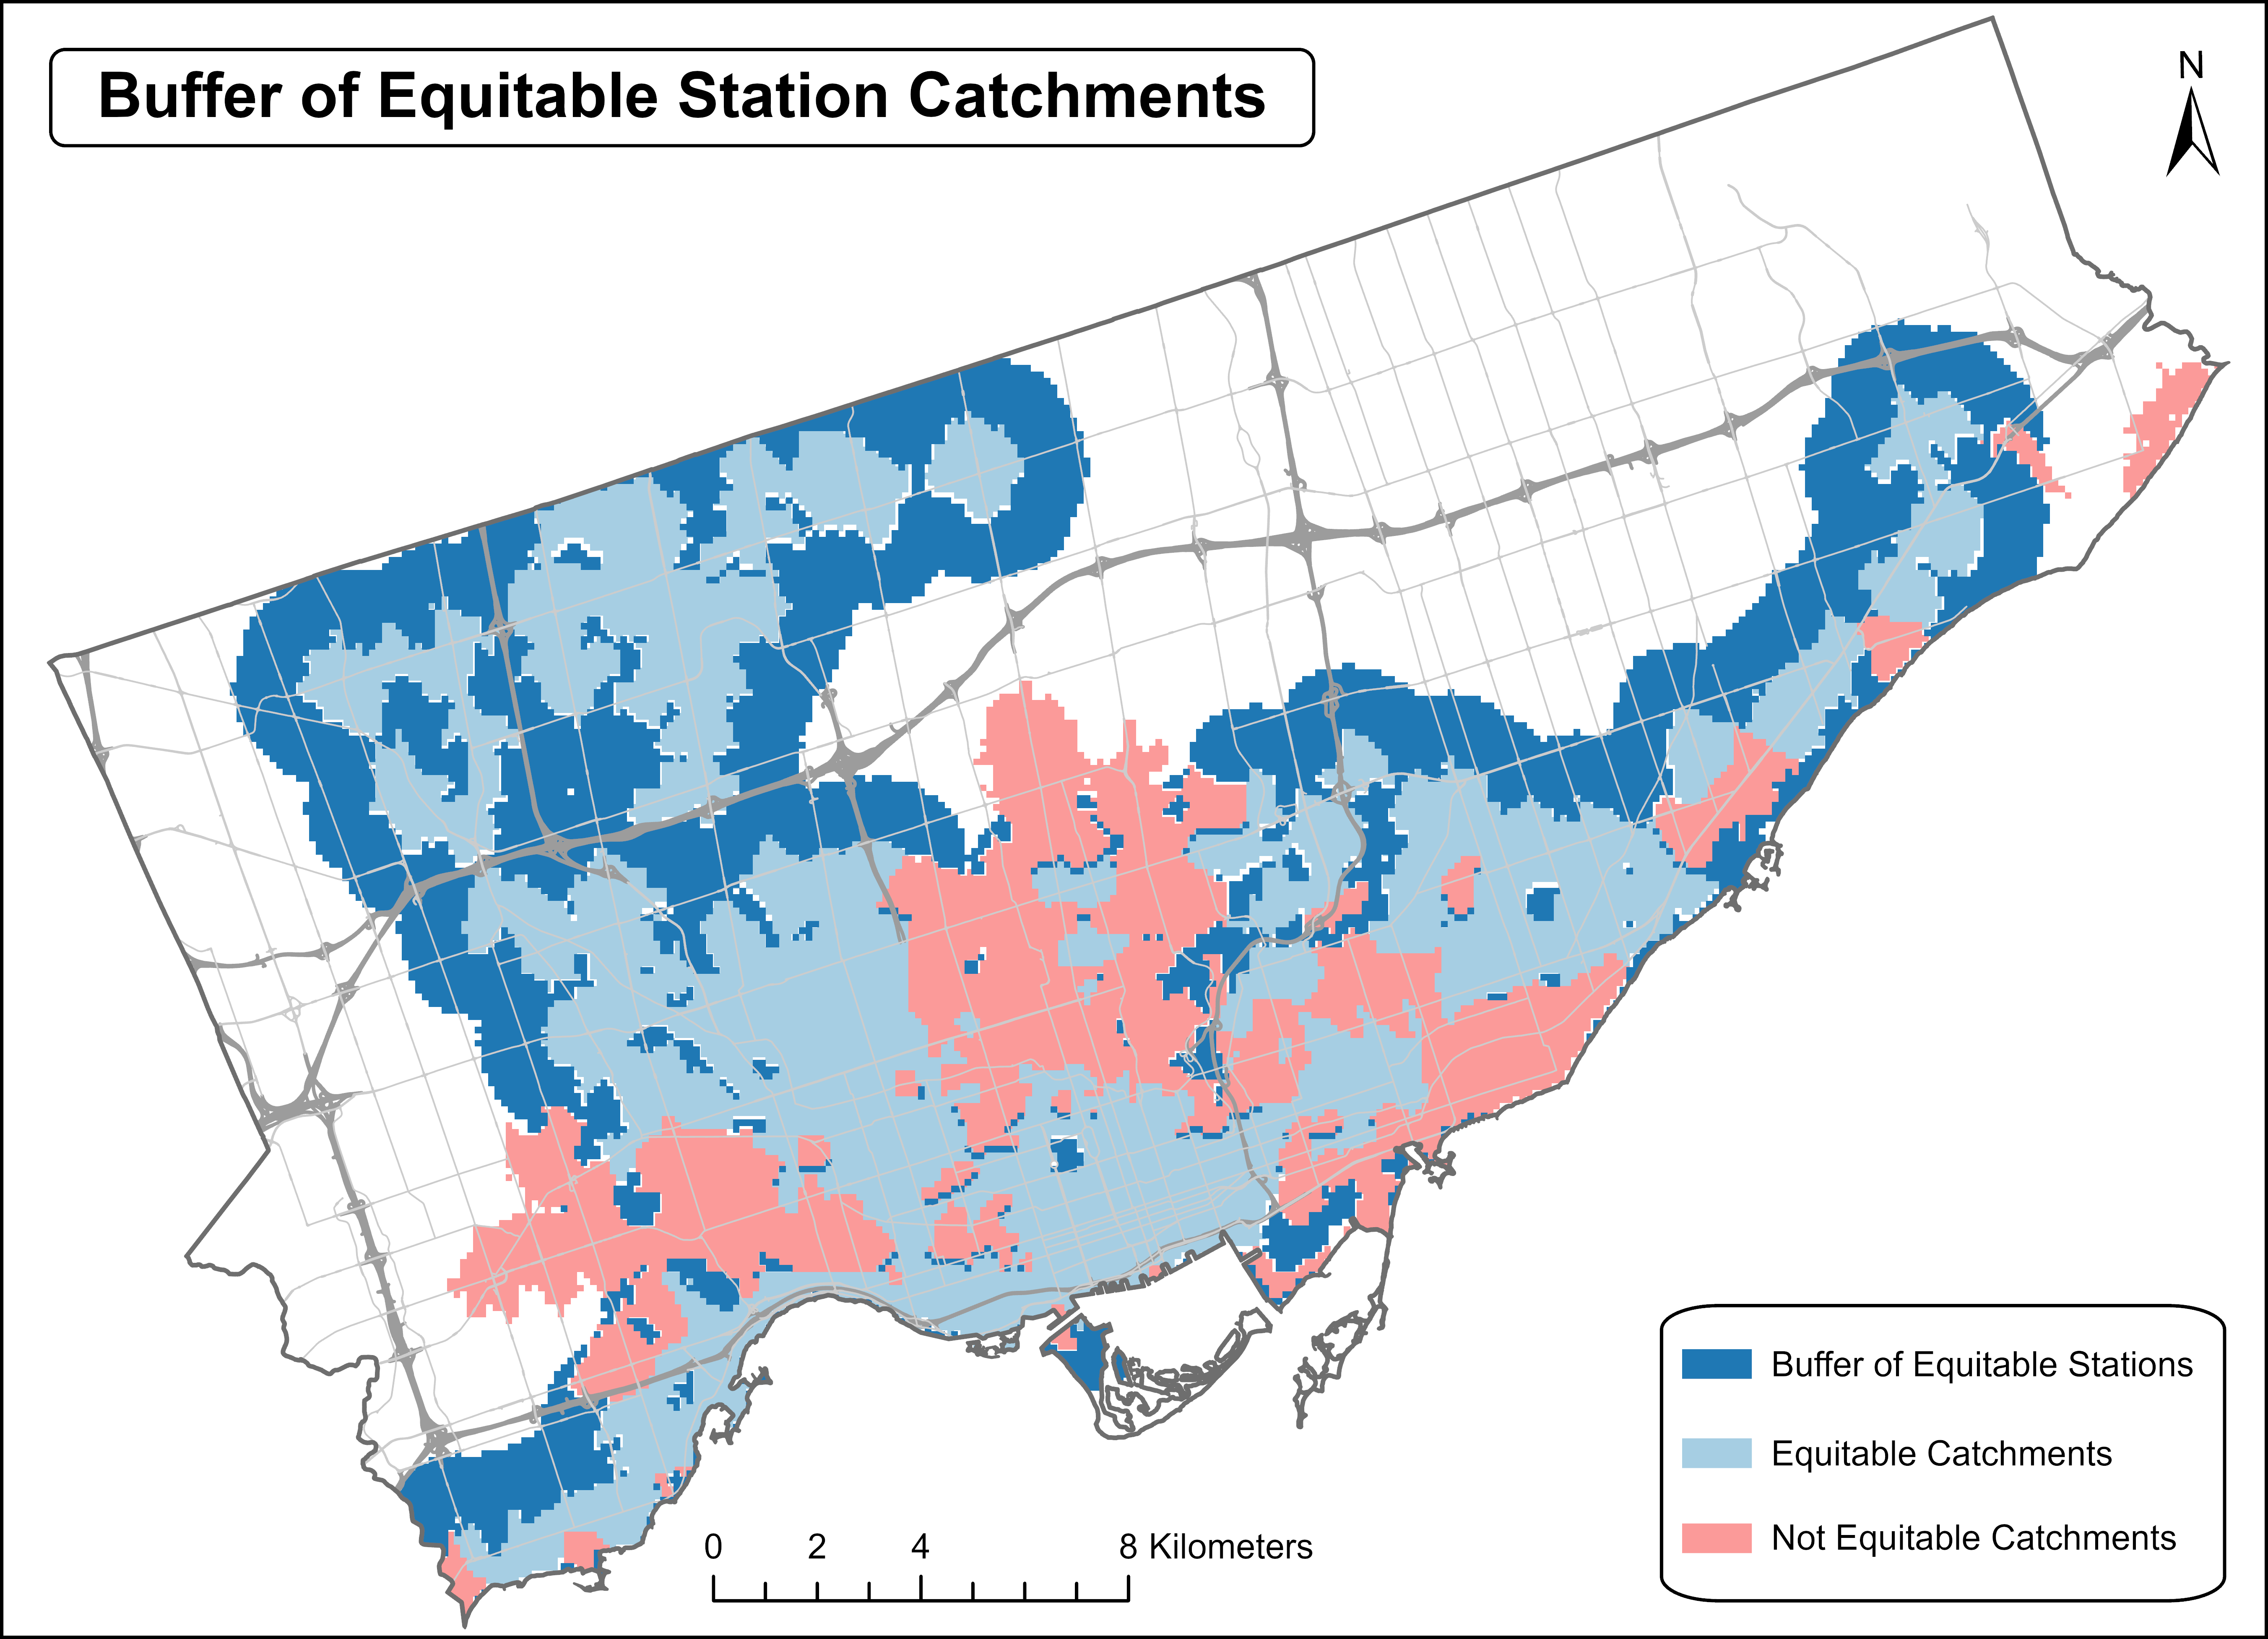 Buffer of Equitable Station Catchments
N
Buffer of Equitable Stations
Equitable Catchments
Not Equitable Catchments
0 2 4 8 Kilometers